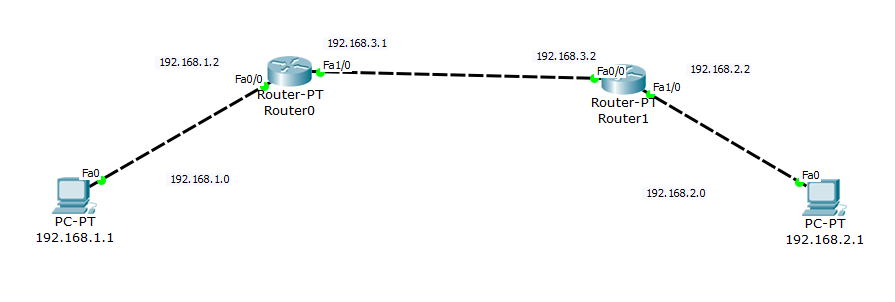 192.168.3.1
192.168.1.2
192.168.3.2
192.168.2.2
Fa0/0
Fa1/0
Router-PT
Router0
Fa0/0
Fa1/0
Router-PT
Router1
Fa0
192.168.1.0
PC-PT
192.168.1.1
192.168.2.0
Fa0
PC-PT
192.168.2.1